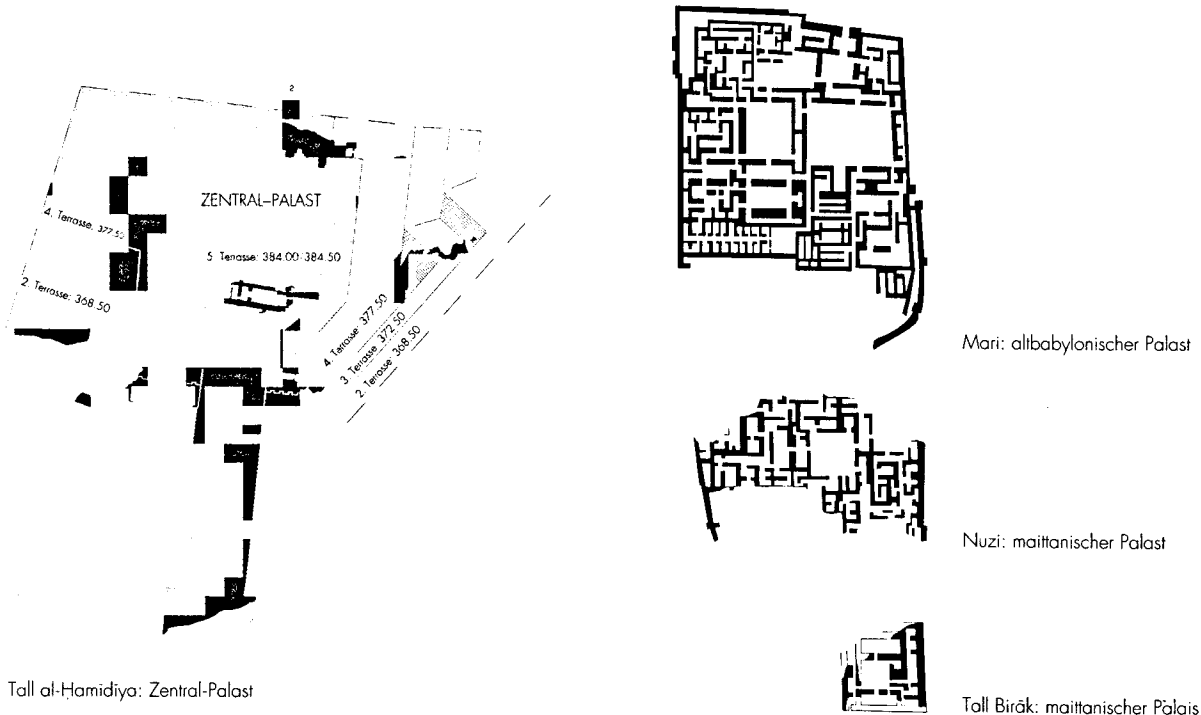 2
ZENTRAL–PALAST
4. Terrasse, 377.50
5 Terrasse: 384.00-384.50
2. Terrasse: 368.50
4. Terrasse: 377.50
3. Terrasse: 372.50
2. Terrasse: 368.50
Tall al-Ḥamīdīya: Zentral-Palast
Mari: altbabylonischer Palast
Nuzi: maittanischer Palast
Tall Birāk: maittanischer Palais